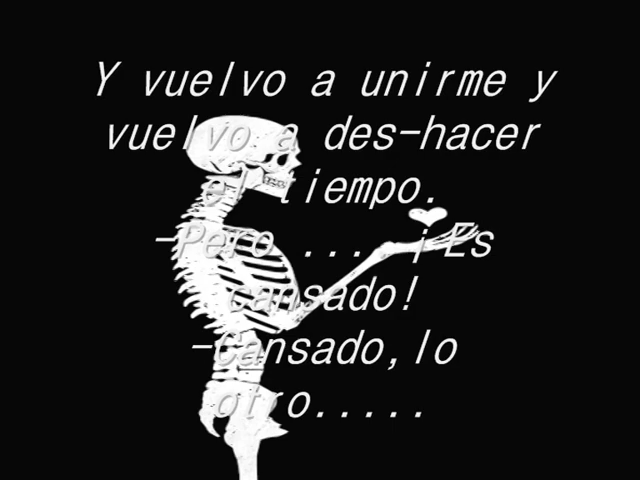 Y vuelvo a unirme y
vuelvo a des-hacer
el tiempo.
-Pero .... ¡Es
cansado!
-Cansado,lo
otro.....